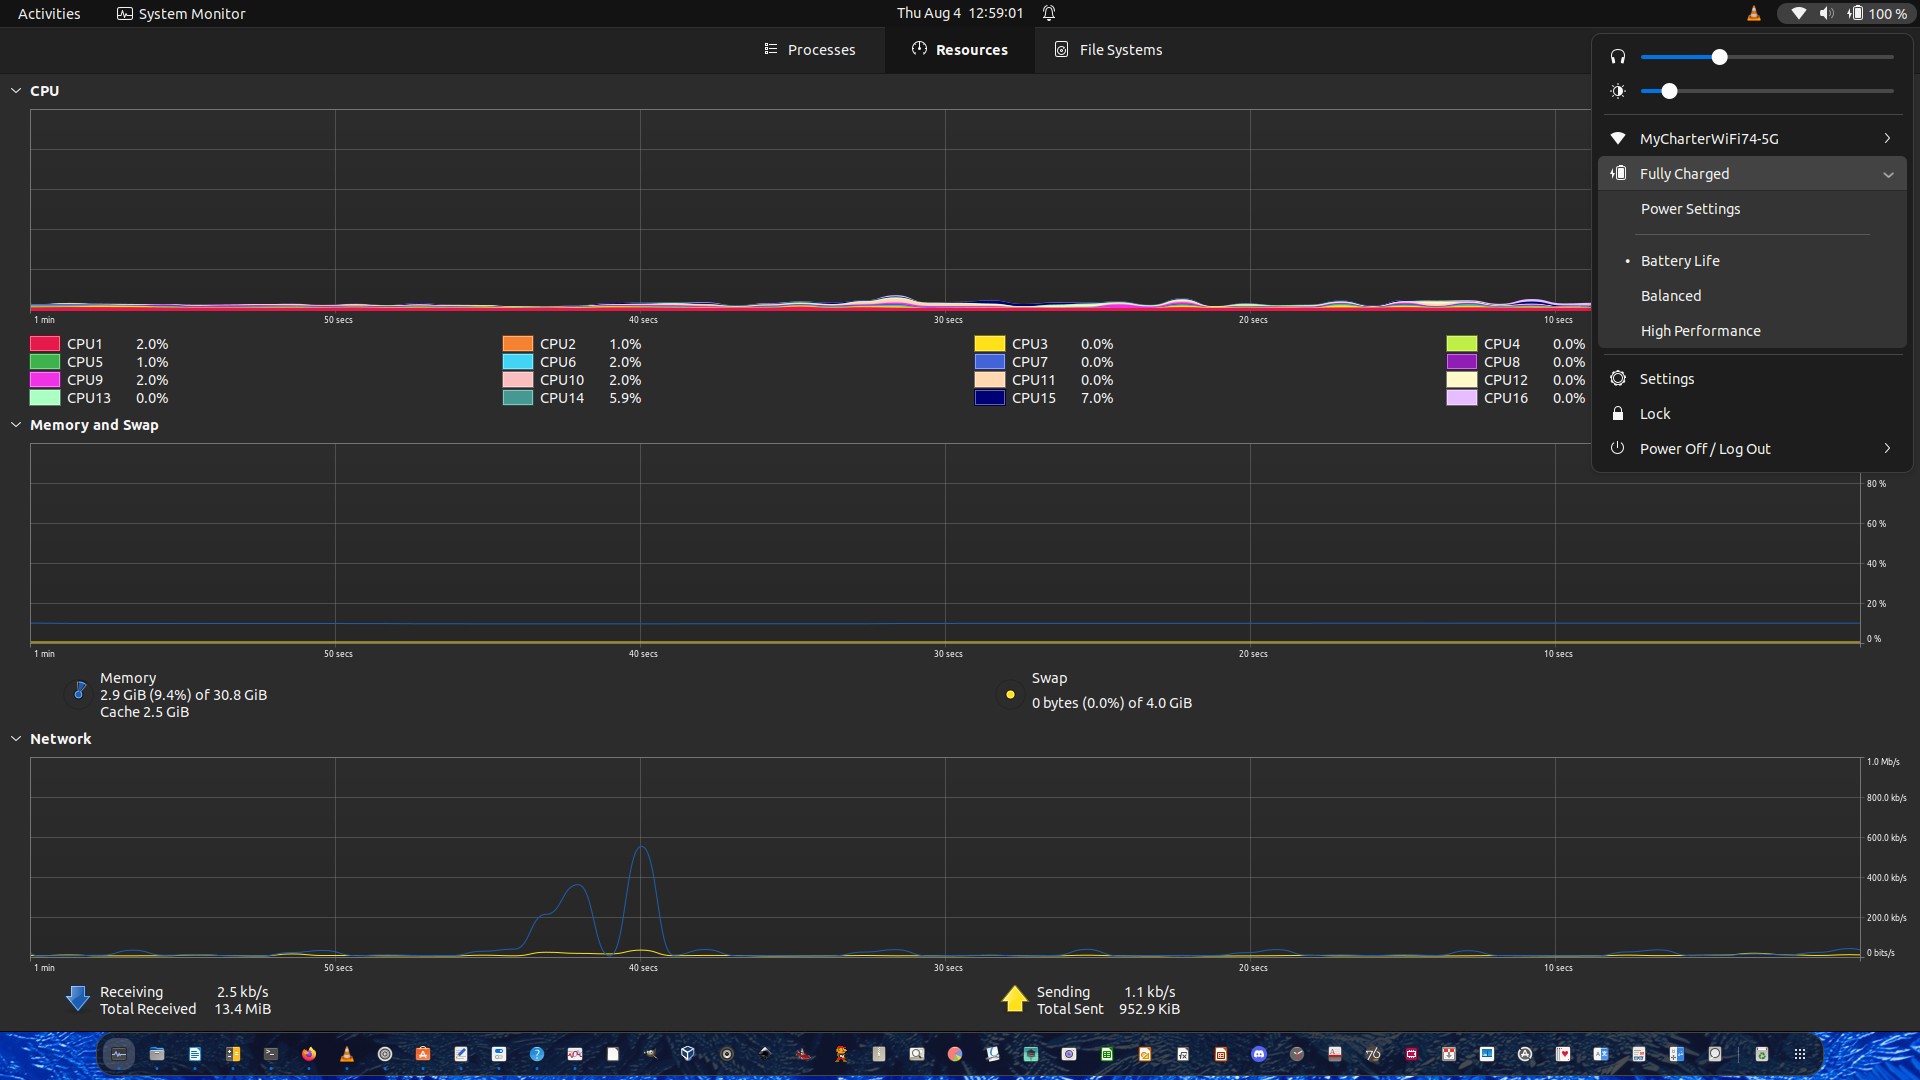 Activities System Monitor Thu Aug 4 12:59:01 100 %
Processes Resources File Systems
CPU
1 min 50 secs 40 secs 30 secs 20 secs 10 secs
CPU1 2.0% CPU2 1.0% CPU3 0.0% CPU4 0.0%
CPU5 1.0% CPU6 2.0% CPU7 0.0% CPU8 0.0%
CPU9 2.0% CPU10 2.0% CPU11 0.0% CPU12 0.0%
CPU13 0.0% CPU14 5.9% CPU15 7.0% CPU16 0.0%
MyCharterWiFi74-5G
Fully Charged
Power Settings
Battery Life
Balanced
High Performance
Settings
Lock
Power Off / Log Out
Memory and Swap
80 %
60 %
40 %
20 %
0 %
1 min 50 secs 40 secs 30 secs 20 secs 10 secs
Memory
2.9 GiB (9.4%) of 30.8 GiB
Cache 2.5 GiB
Swap
0 bytes (0.0%) of 4.0 GiB
Network
1.0 Mb/s
800.0 kb/s
600.0 kb/s
400.0 kb/s
200.0 kb/s
0 bits/s
1 min 50 secs 40 secs 30 secs 20 secs 10 secs
Receiving 2.5 kb/s
Total Received 13.4 MiB
Sending 1.1 kb/s
Total Sent 952.9 KiB